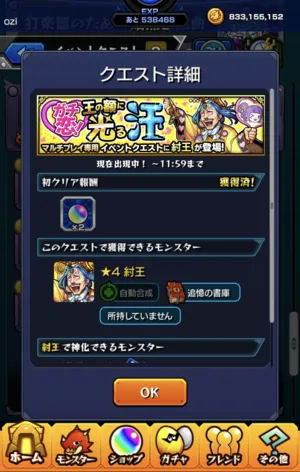 ozi
EXP
あと 538468
833,155,152
クエスト詳細
ガチ恋!
王の額に光る汗
マルチプレイ専用 イベントクエストに紂王が登場!
現在出現中! ~11:59まで
初クリア報酬
獲得済!
×2
このクエストで獲得できるモンスター
★4 紂王
自動合成
追憶の書庫
所持していません
紂王で神化できるモンスター
OK
ホーム
モンスター
ショップ
ガチャ
フレンド
その他